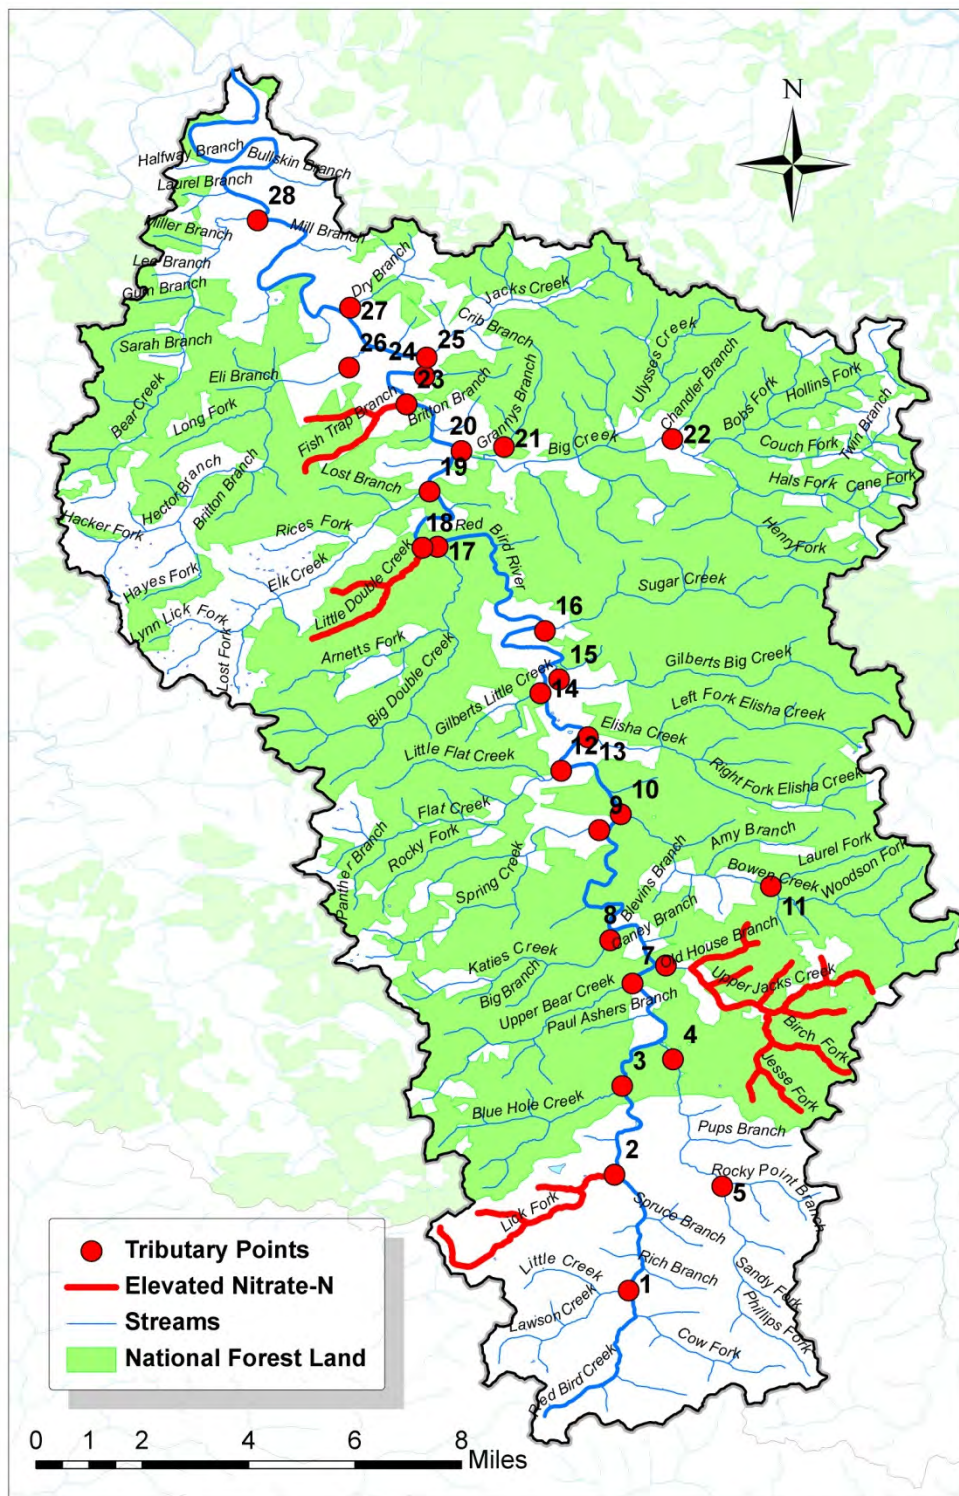 N
Halfway Branch
Bullskin Branch
Laurel Branch
28
Miller Branch
Mill Branch
Lee Branch
Gum Branch
Dry Branch
Jacks Creek
27
Crib Branch
Sarah Branch
26
24
25
Ulysses Creek
Chandler Branch
Eli Branch
23
Bobs Fork
Hollins Fork
Bear Creek
Long Fork
Fish Trap Branch
Britton Branch
Grannys Branch
Twin Branch
20
21
Big Creek
22
Couch Fork
19
Hector Branch
Britton Branch
Lost Branch
Hals Fork
Cane Fork
Hacker Fork
Rices Fork
18
Red
Bird River
Henry Fork
17
Hayes Fork
Elk Creek
Little Double Creek
Sugar Creek
Lynn Lick Fork
16
Lost Fork
Arnetts Fork
Big Double Creek
15
Gilberts Big Creek
Gilberts Little Creek
14
Left Fork Elisha Creek
Elisha Creek
Little Flat Creek
12
13
Right Fork Elisha Creek
Flat Creek
10
9
Rocky Fork
Amy Branch
Laurel Fork
Panther Branch
Spring Creek
Blevins Branch
Bowen Creek
Woodson Fork
11
8
Caney Branch
Old House Branch
Katies Creek
7
Big Branch
Upper Bear Creek
Upper Jacks Creek
Paul Ashers Branch
Birch Fork
4
3
Jesse Fork
Blue Hole Creek
Pups Branch
2
Rocky Point Branch
5
Lick Fork
Spruce Branch
Little Creek
Rich Branch
Sandy Fork
1
Lawson Creek
Phillips Fork
Cow Fork
Red Bird Creek
Tributary Points
Elevated Nitrate-N
Streams
National Forest Land
0 1 2 4 6 8
Miles